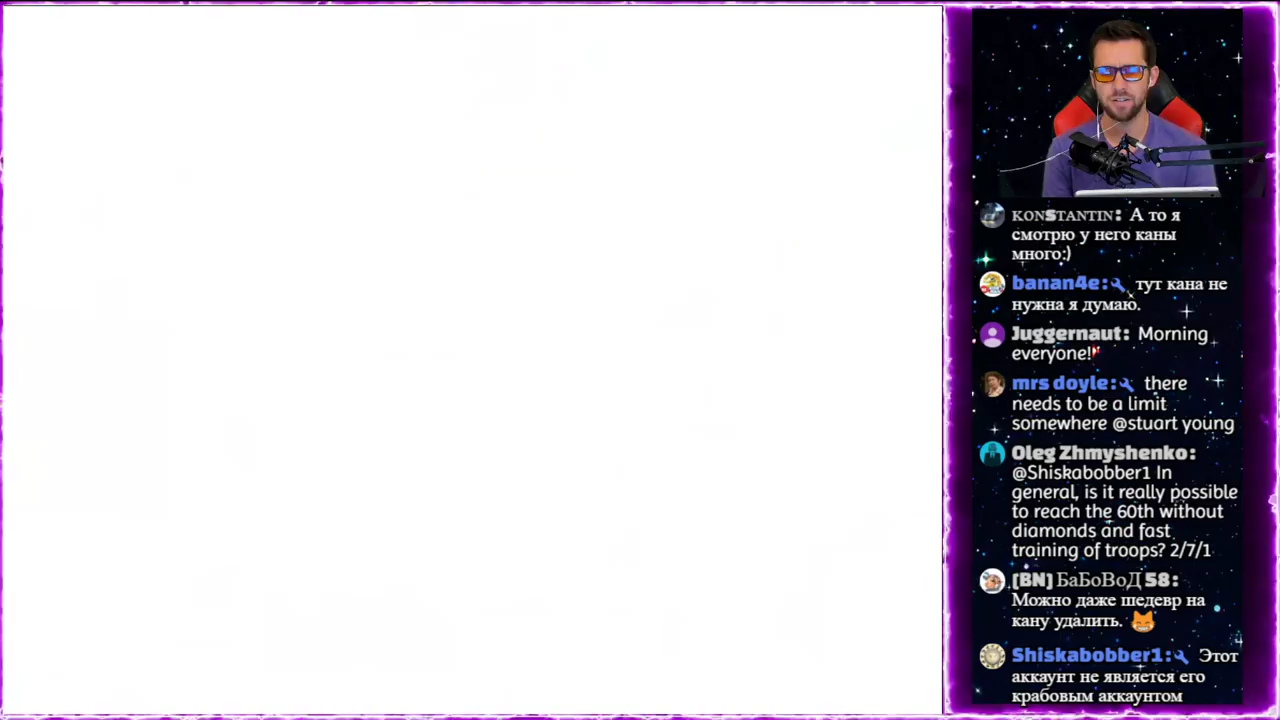 KONSTANTIN: А то я
смотрю у него каны
много:)
banan4e: тут кана не
нужна я думаю.
Juggernaut: Morning
everyone!
mrs doyle: there
needs to be a limit
somewhere @stuart young
Oleg Zhmyshenko:
@Shiskabobber1 In
general, is it really possible
to reach the 60th without
diamonds and fast
training of troops? 2/7/1
[BN] БаБоВоД 58:
Можно даже шедевр на
кану удалить.
Shiskabobber1: Этот
аккаунт не является его
крабовым аккаунтом